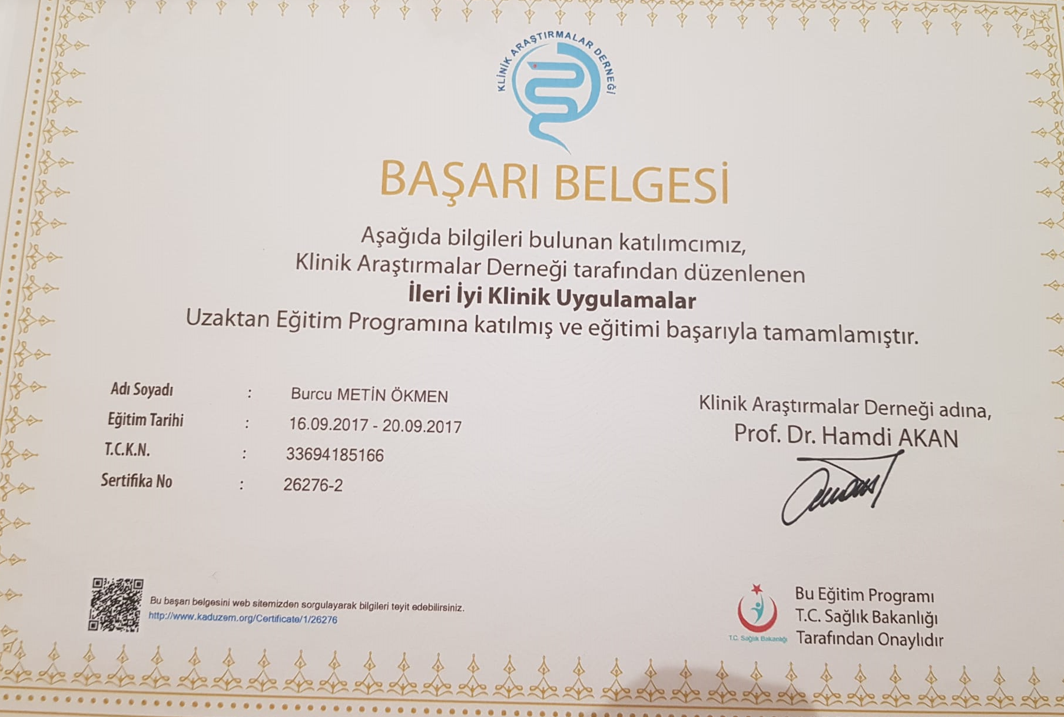 KLİNİK ARAŞTIRMALAR DERNEĞİ
BAŞARI BELGESİ
Aşağıda bilgileri bulunan katılımcımız,
Klinik Araştırmalar Derneği tarafından düzenlenen
İleri İyi Klinik Uygulamalar
Uzaktan Eğitim Programına katılmış ve eğitimi başarıyla tamamlamıştır.
Adı Soyadı : Burcu METİN ÖKMEN
Eğitim Tarihi : 16.09.2017 - 20.09.2017
T.C.K.N. : 33694185166
Sertifika No : 26276-2
Klinik Araştırmalar Derneği adına,
Prof. Dr. Hamdi AKAN
Bu başarı belgesini web sitemizden sorgulayarak bilgileri teyit edebilirsiniz.
http://www.kaduzem.org/Certificate/1/26276
T.C. Sağlık Bakanlığı
Bu Eğitim Programı
T.C. Sağlık Bakanlığı
Tarafından Onaylıdır